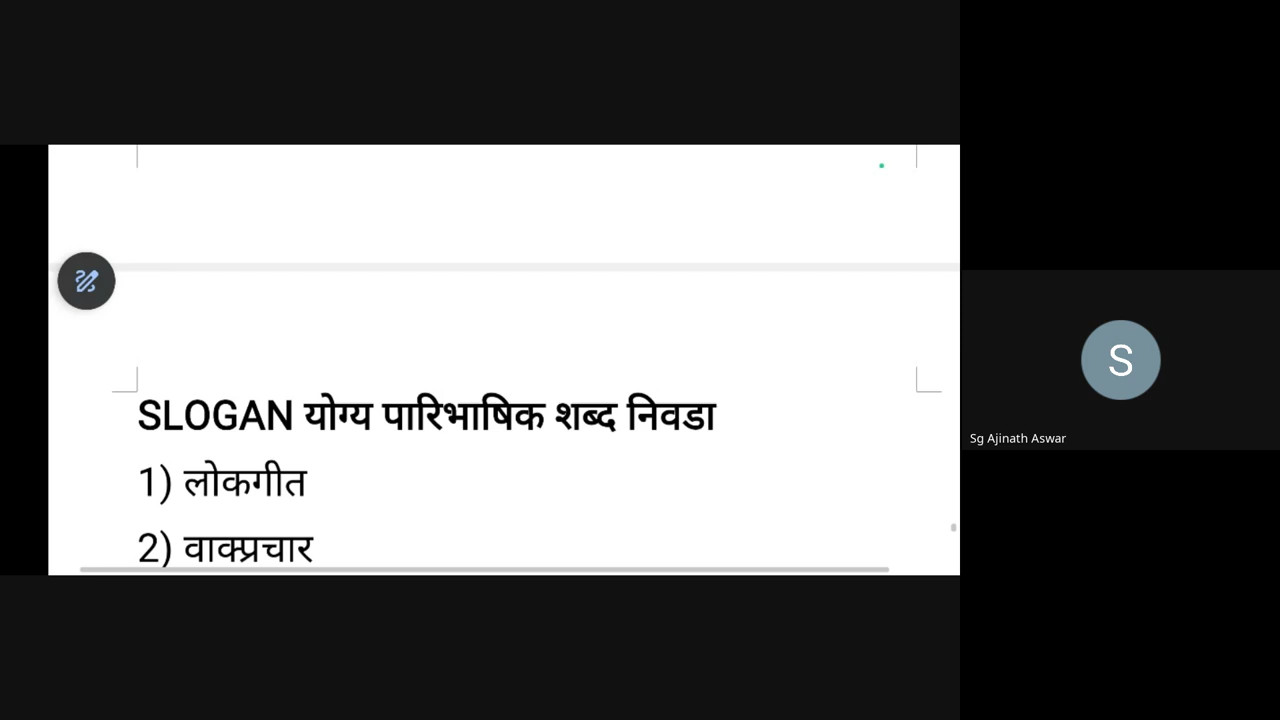 SLOGAN योग्य पारिभाषिक शब्द निवडा
1) लोकगीत
2) वाक्प्रचार
S
Sg Ajinath Aswar